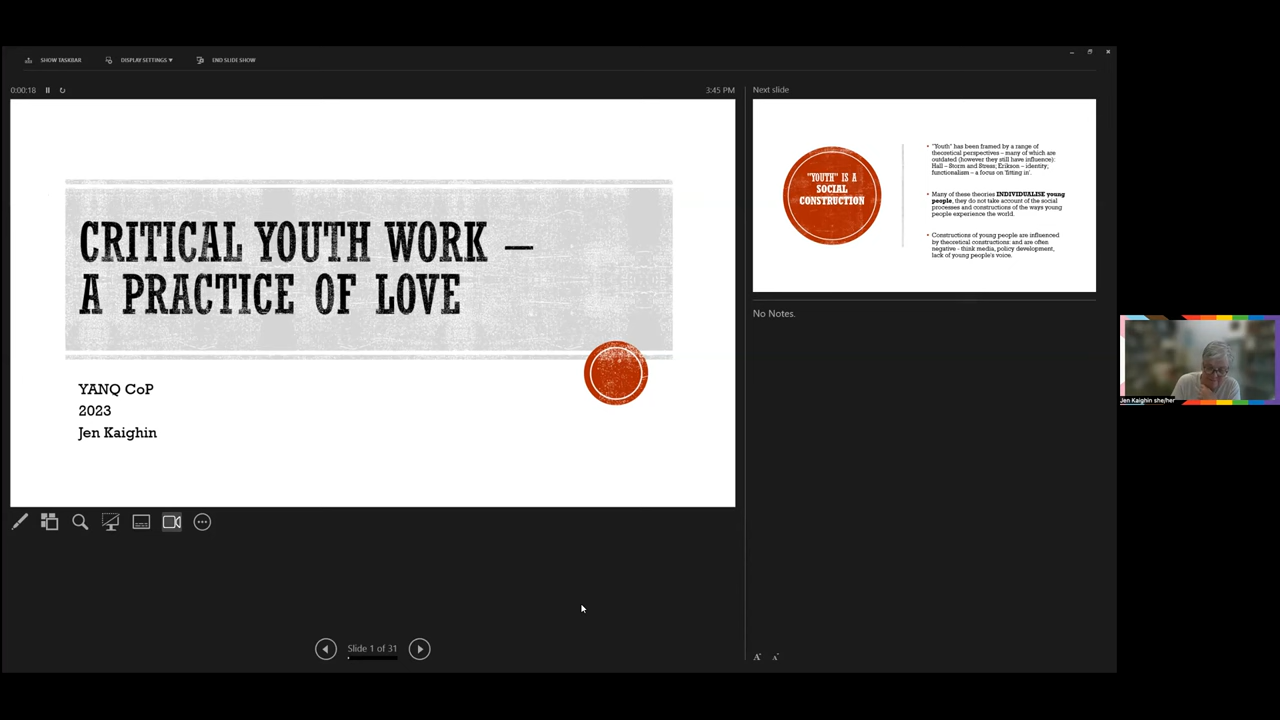 SHOW TASKBAR
DISPLAY SETTINGS ▾
END SLIDE SHOW
0:00:18
3:45 PM
CRITICAL YOUTH WORK –
A PRACTICE OF LOVE
YANQ CoP
2023
Jen Kaighin
Slide 1 of 31
Next slide
"YOUTH" IS A
SOCIAL
CONSTRUCTION
• "Youth" has been framed by a range of
theoretical perspectives – many of which are
outdated (however they still have influence):
Hall – Storm and Stress; Erikson – identity;
functionalism – a focus on 'fitting in'.
• Many of these theories INDIVIDUALISE young
people, they do not take account of the social
processes and constructions of the ways young
people experience the world.
• Constructions of young people are influenced
by theoretical constructions: and are often
negative - think media, policy development,
lack of young people's voice.
No Notes.
A A
Jen Kaighin she/her